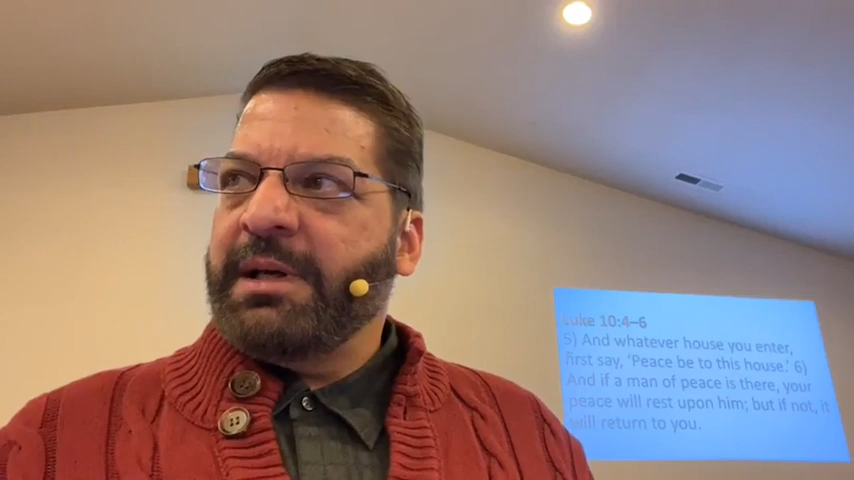 Luke 10:4–6
5) And whatever house you enter,
first say, ‘Peace be to this house.’ 6)
And if a man of peace is there, your
peace will rest upon him; but if not, it
will return to you.